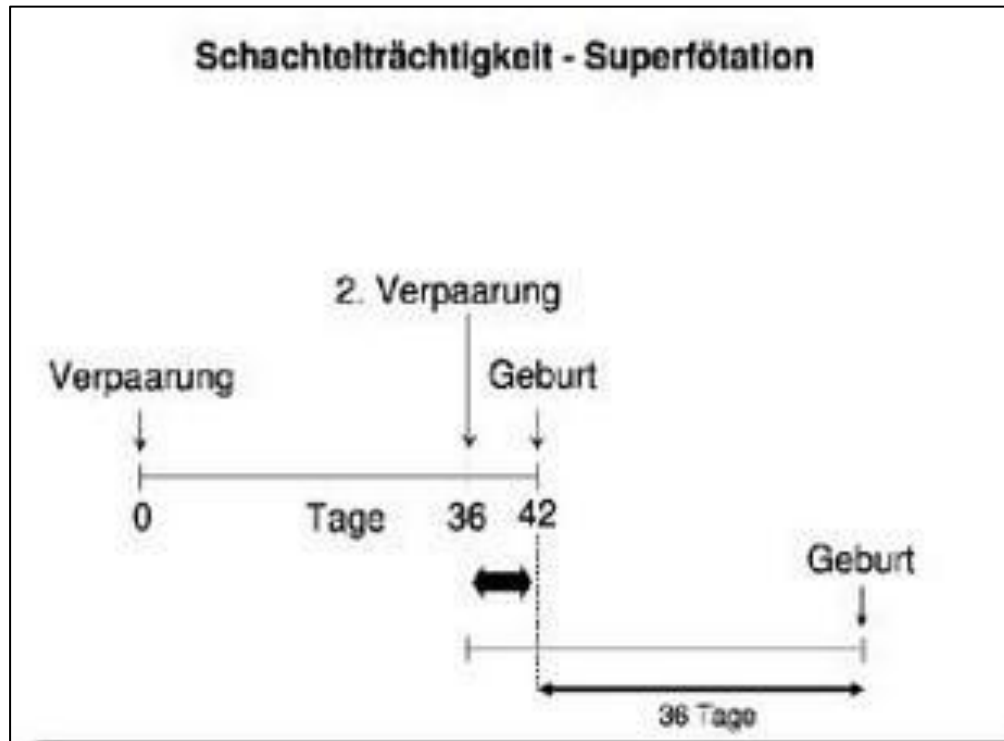 Schachtelträchtigkeit - Superfötation
2. Verpaarung
Verpaarung
Geburt
0 Tage 36 42
Geburt
36 Tage